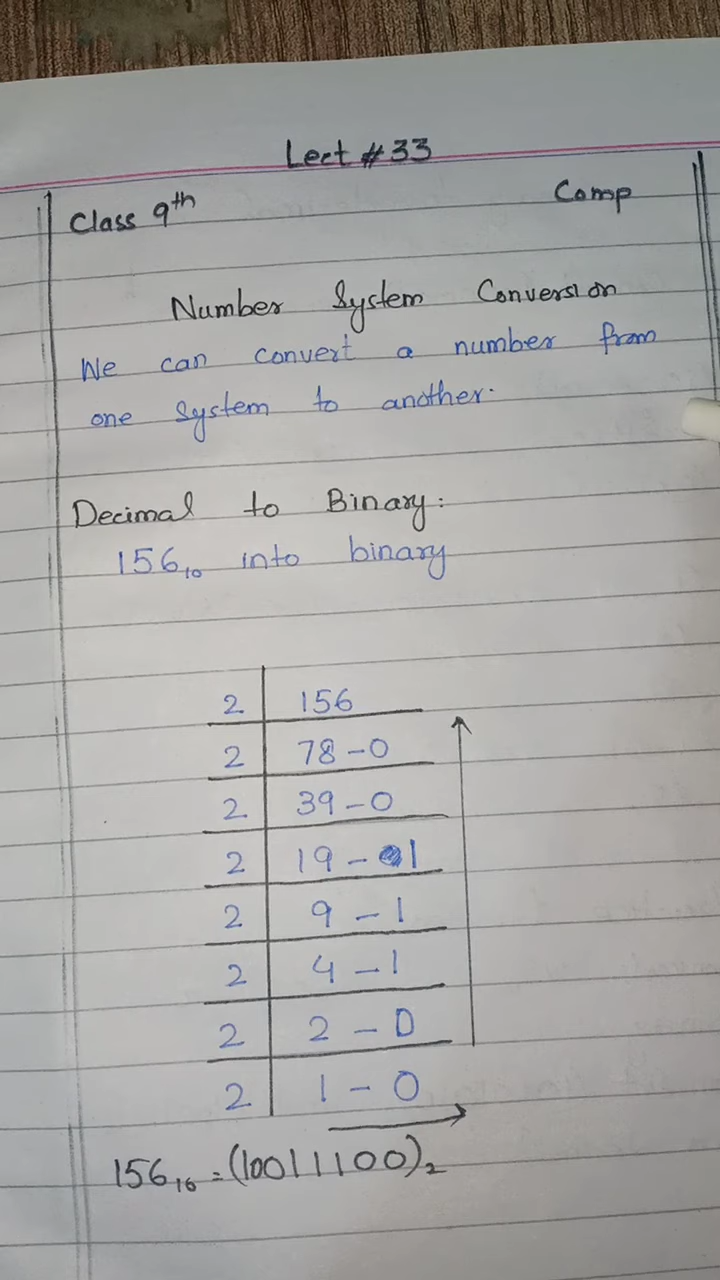 Lect # 33
Class 9th Comp
Number System Conversion
We can convert a number from
one system to another.
Decimal to Binary:
156₁₀ into binary
2 | 156
2 | 78 - 0
2 | 39 - 0
2 | 19 - 1
2 | 9 - 1
2 | 4 - 1
2 | 2 - 0
2 | 1 - 0
156₁₆ = (10011100)₂